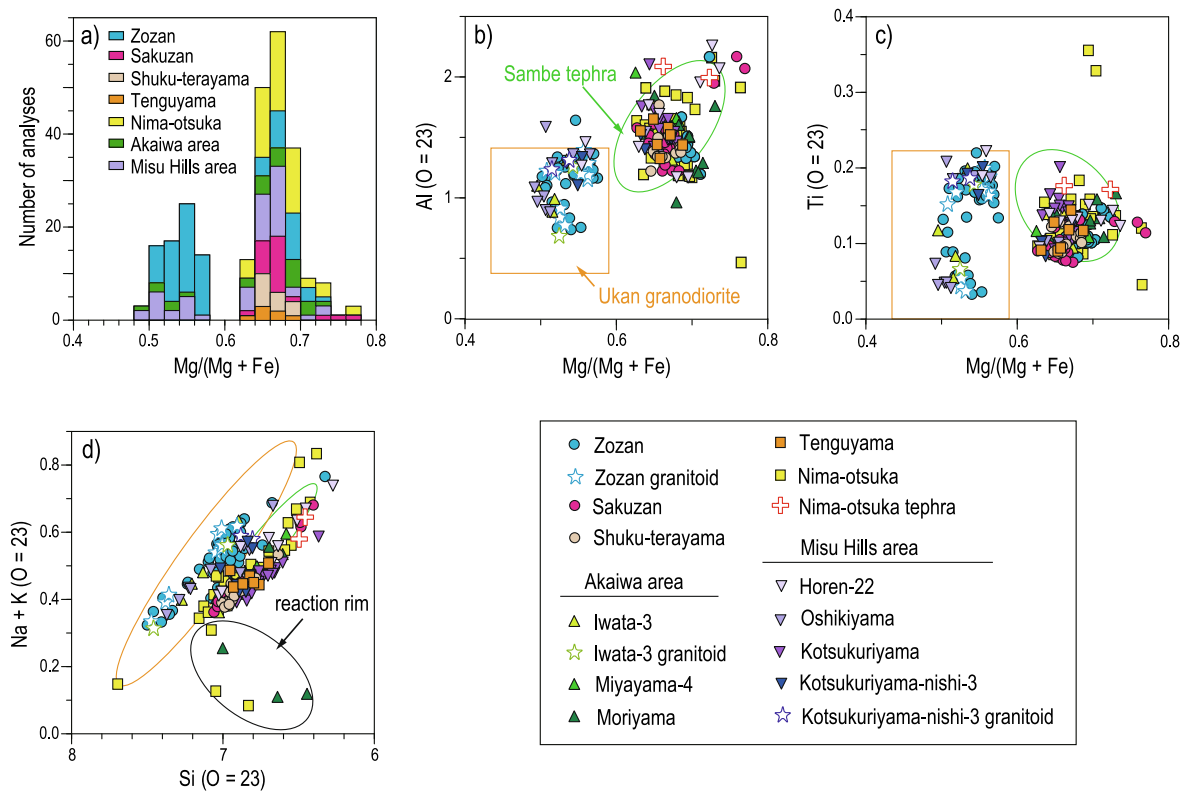 a)
Zozan
Sakuzan
Shuku-terayama
Tenguyama
Nima-otsuka
Akaiwa area
Misu Hills area
Number of analyses
60
40
20
0
0.4 0.5 0.6 0.7 0.8
Mg/(Mg + Fe)
b)
Sambe tephra
Ukan granodiorite
Al (O = 23)
2
1
0
0.4 0.6 0.8
Mg/(Mg + Fe)
c)
Ti (O = 23)
0.4
0.3
0.2
0.1
0.0
0.4 0.6 0.8
Mg/(Mg + Fe)
d)
reaction rim
Na + K (O = 23)
0.8
0.6
0.4
0.2
0.0
8 7 6
Si (O = 23)
Zozan
Zozan granitoid
Sakuzan
Shuku-terayama
Akaiwa area
Iwata-3
Iwata-3 granitoid
Miyayama-4
Moriyama
Tenguyama
Nima-otsuka
Nima-otsuka tephra
Misu Hills area
Horen-22
Oshikiyama
Kotsukuriyama
Kotsukuriyama-nishi-3
Kotsukuriyama-nishi-3 granitoid